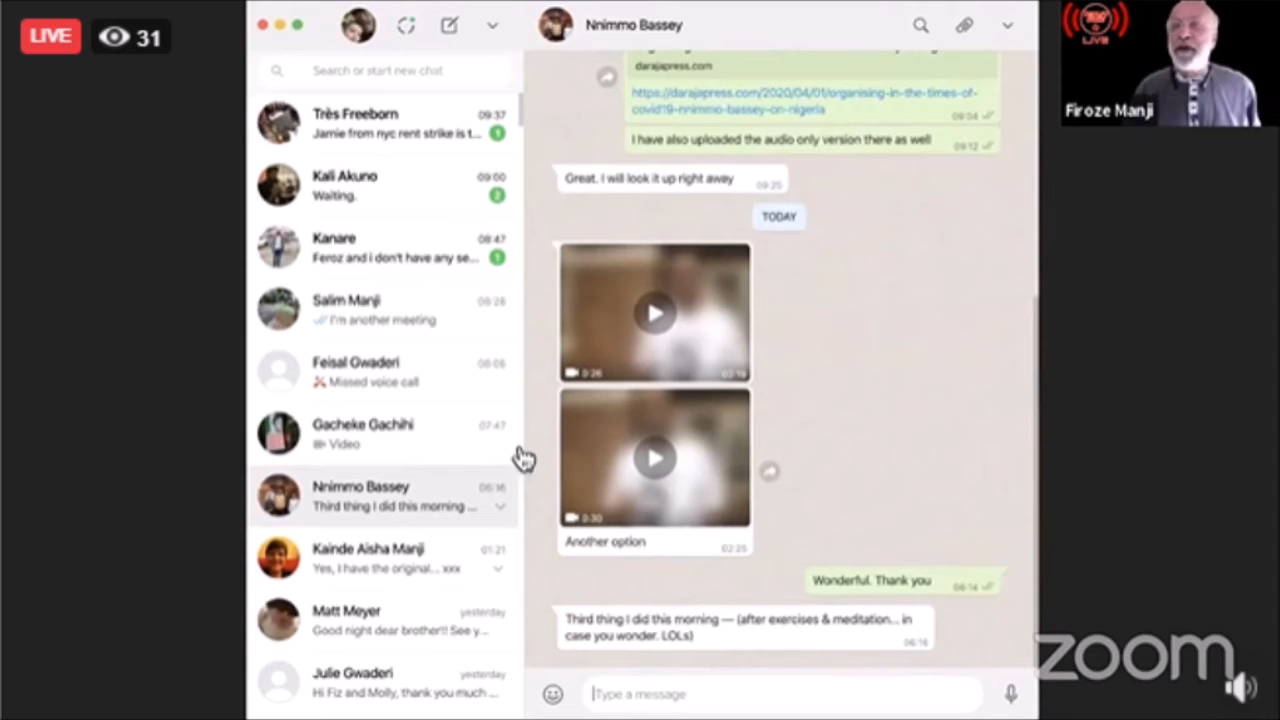 LIVE
31
Nnimmo Bassey
LIVE
Firoze Manji
Search or start new chat
Très Freeborn 09:37
Jamie from nyc rent strike is t... 1
Kali Akuno 09:00
Waiting. 2
Kanare 08:47
Feroz and i don't have any se... 1
Salim Manji 08:28
I'm another meeting
Feisal Gwaderi 08:06
Missed voice call
Gacheke Gachihi 07:47
Video
Nnimmo Bassey 06:16
Third thing I did this morning ...
Kainde Aisha Manji 01:21
Yes, I have the original... xxx
Matt Meyer yesterday
Good night dear brother!! See y...
Julie Gwaderi yesterday
Hi Fiz and Molly, thank you much ...
darajapress.com
https://darajapress.com/2020/04/01/organising-in-the-times-of-
covid19-nnimmo-bassey-on-nigeria
09:04
I have also uploaded the audio only version there as well
09:12
Great. I will look it up right away
09:25
TODAY
0:26
0:30
Another option
02:25
Wonderful. Thank you
06:14
Third thing I did this morning — (after exercises & meditation... in
case you wonder. LOLs)
06:16
Type a message
zoom